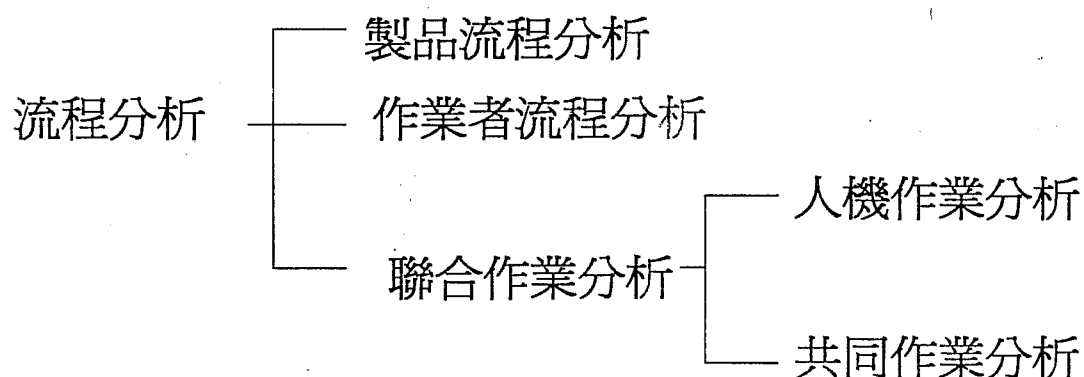 製品流程分析
流程分析
作業者流程分析
人機作業分析
聯合作業分析
共同作業分析